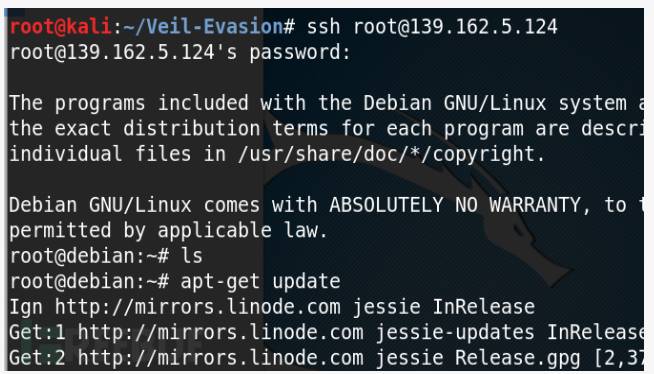 root@kali:~/Veil-Evasion# ssh root@139.162.5.124
root@139.162.5.124's password:
The programs included with the Debian GNU/Linux system a
the exact distribution terms for each program are descri
individual files in /usr/share/doc/*/copyright.
Debian GNU/Linux comes with ABSOLUTELY NO WARRANTY, to t
permitted by applicable law.
root@debian:~# ls
root@debian:~# apt-get update
Ign http://mirrors.linode.com jessie InRelease
Get:1 http://mirrors.linode.com jessie-updates InRelease
Get:2 http://mirrors.linode.com jessie Release.gpg [2,37